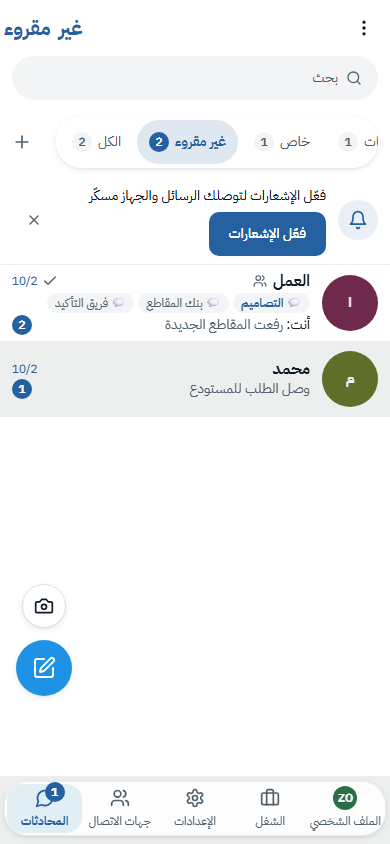 غير مقروء
بحث
ات 1
خاص 1
غير مقروء 2
الكل 2
فعّل الإشعارات لتوصلك الرسائل والجهاز مسكّر
فعّل الإشعارات
ا
العمل
10/2
التصاميم
بنك المقاطع
فريق التأكيد
أنت: رفعت المقاطع الجديدة
2
م
محمد
10/2
وصل الطلب للمستودع
1
ZO
1
الملف الشخصي
الشغل
الإعدادات
جهات الاتصال
المحادثات